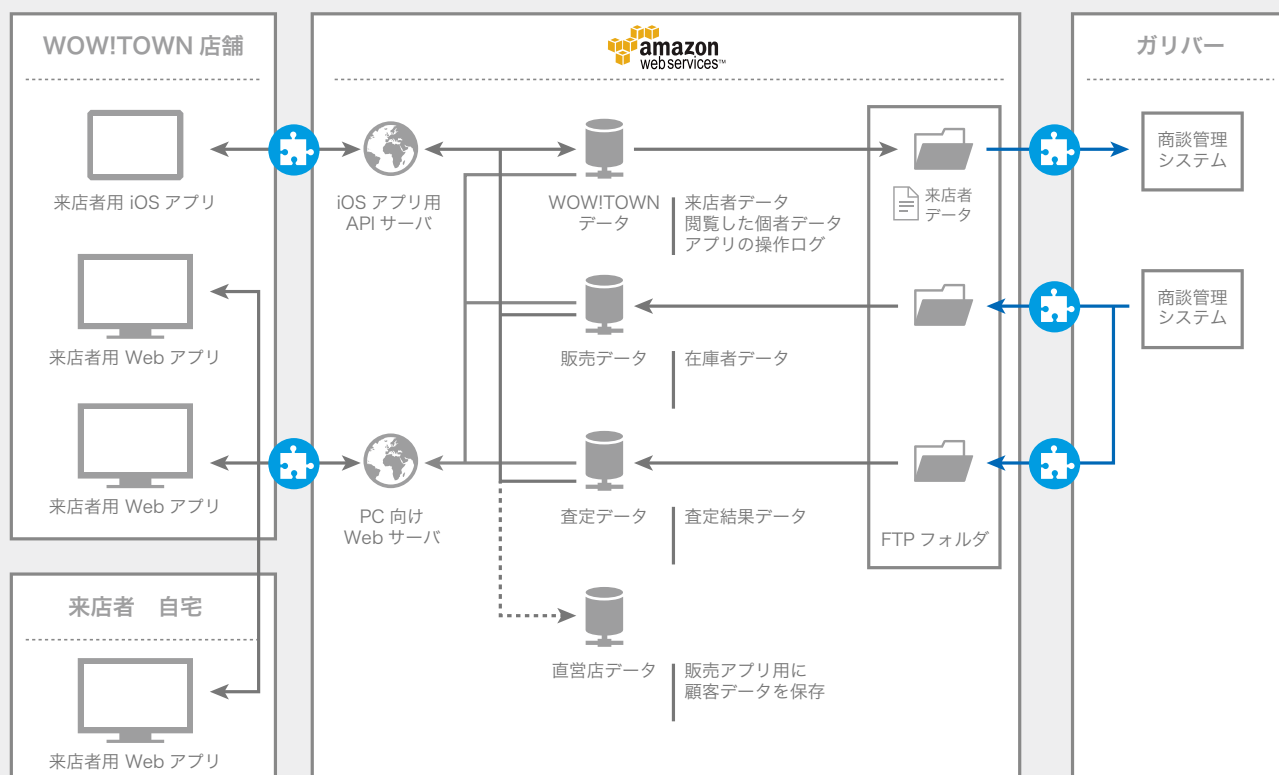 WOW!TOWN 店舗
来店者用 iOS アプリ
来店者用 Web アプリ
来店者用 Web アプリ
来店者　自宅
来店者用 Web アプリ
amazon
webservices™
iOS アプリ用
API サーバ
PC 向け
Web サーバ
WOW!TOWN
データ
来店者データ
閲覧した個者データ
アプリの操作ログ
販売データ
在庫者データ
査定データ
査定結果データ
直営店データ
販売アプリ用に
顧客データを保存
来店者
データ
FTP フォルダ
ガリバー
商談管理
システム
商談管理
システム